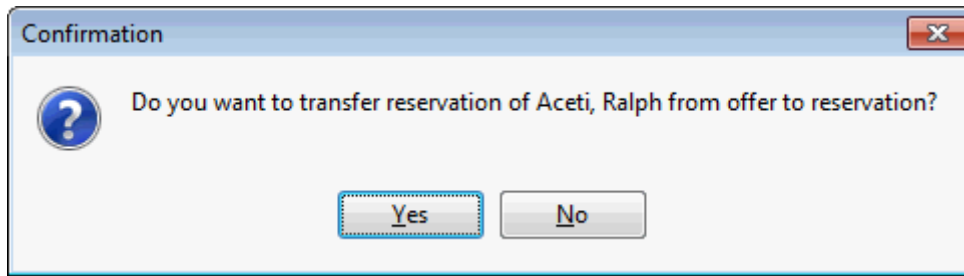 Confirmation
Do you want to transfer reservation of Aceti, Ralph from offer to reservation?
Yes
No